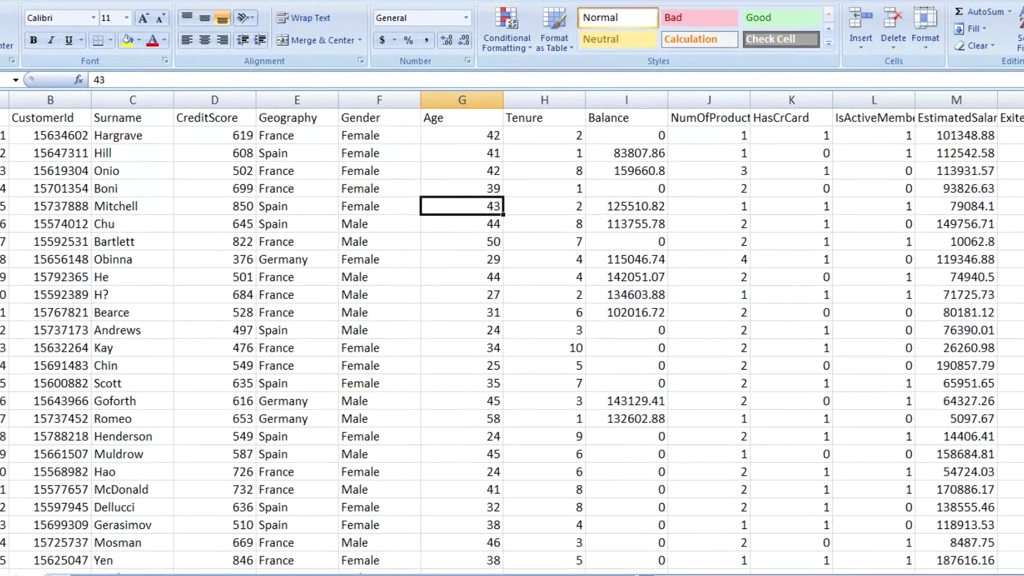 Calibri 11 A A Wrap Text General Normal Bad Good AutoSum
B I U Merge & Center $ % , Conditional Formatting Format as Table Neutral Calculation Check Cell Insert Delete Format Fill
Clear
Font Alignment Number Styles Cells
fx 43
B C D E F G H I J K L M
CustomerId Surname CreditScore Geography Gender Age Tenure Balance NumOfProduct HasCrCard IsActiveMembe EstimatedSalar Exite
1 15634602 Hargrave 619 France Female 42 2 0 1 1 1 101348.88
2 15647311 Hill 608 Spain Female 41 1 83807.86 1 0 1 112542.58
3 15619304 Onio 502 France Female 42 8 159660.8 3 1 0 113931.57
4 15701354 Boni 699 France Female 39 1 0 2 0 0 93826.63
5 15737888 Mitchell 850 Spain Female 43 2 125510.82 1 1 1 79084.1
6 15574012 Chu 645 Spain Male 44 8 113755.78 2 1 0 149756.71
7 15592531 Bartlett 822 France Male 50 7 0 2 1 1 10062.8
8 15656148 Obinna 376 Germany Female 29 4 115046.74 4 1 0 119346.88
9 15792365 He 501 France Male 44 4 142051.07 2 0 1 74940.5
0 15592389 H? 684 France Male 27 2 134603.88 1 1 1 71725.73
1 15767821 Bearce 528 France Male 31 6 102016.72 2 0 0 80181.12
2 15737173 Andrews 497 Spain Male 24 3 0 2 1 0 76390.01
3 15632264 Kay 476 France Female 34 10 0 2 1 0 26260.98
4 15691483 Chin 549 France Female 25 5 0 2 0 0 190857.79
5 15600882 Scott 635 Spain Female 35 7 0 2 1 1 65951.65
6 15643966 Goforth 616 Germany Male 45 3 143129.41 2 0 1 64327.26
7 15737452 Romeo 653 Germany Male 58 1 132602.88 1 1 0 5097.67
8 15788218 Henderson 549 Spain Female 24 9 0 2 1 1 14406.41
9 15661507 Muldrow 587 Spain Male 45 6 0 1 0 0 158684.81
0 15568982 Hao 726 France Female 24 6 0 2 1 1 54724.03
1 15577657 McDonald 732 France Male 41 8 0 2 1 1 170886.17
2 15597945 Dellucci 636 Spain Female 32 8 0 2 1 0 138555.46
3 15699309 Gerasimov 510 Spain Female 38 4 0 1 1 0 118913.53
4 15725737 Mosman 669 France Male 46 3 0 2 0 1 8487.75
5 15625047 Yen 846 France Female 38 5 0 1 1 1 187616.16